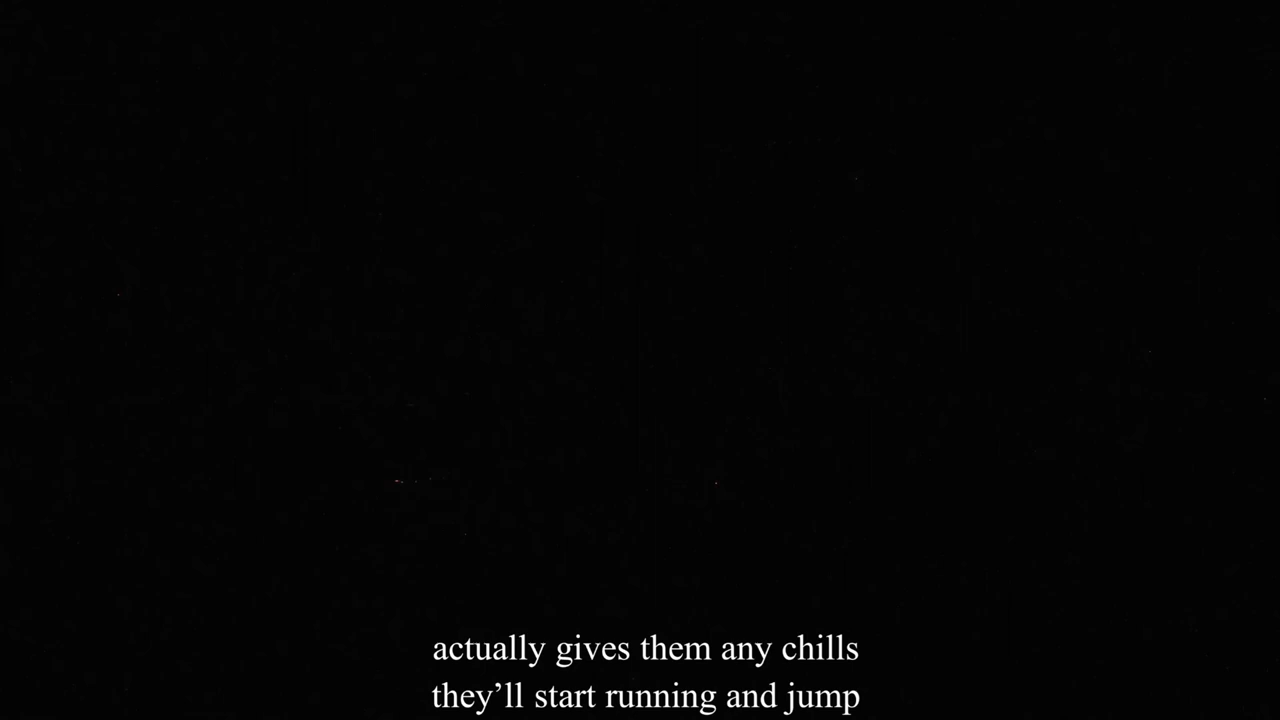 actually gives them any chills
they’ll start running and jump